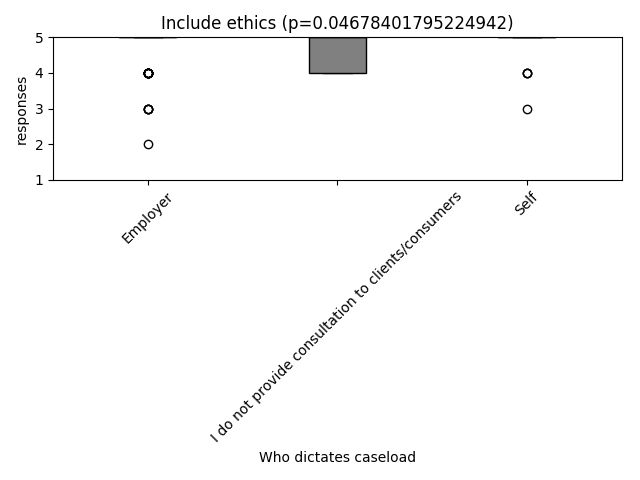 Include ethics (p=0.04678401795224942)
responses
5
4
3
2
1
Employer
I do not provide consultation to clients/consumers
Self
Who dictates caseload